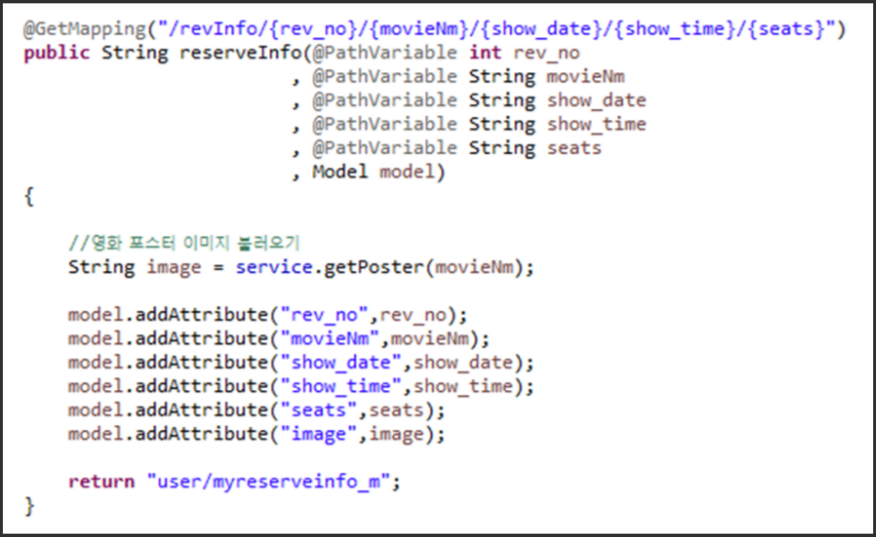 @GetMapping("/revInfo/{rev_no}/{movieNm}/{show_date}/{show_time}/{seats}")
public String reserveInfo(@PathVariable int rev_no
, @PathVariable String movieNm
, @PathVariable String show_date
, @PathVariable String show_time
, @PathVariable String seats
, Model model)
{
//영화 포스터 이미지 불러오기
String image = service.getPoster(movieNm);
model.addAttribute("rev_no",rev_no);
model.addAttribute("movieNm",movieNm);
model.addAttribute("show_date",show_date);
model.addAttribute("show_time",show_time);
model.addAttribute("seats",seats);
model.addAttribute("image",image);
return "user/myreserveinfo_m";
}